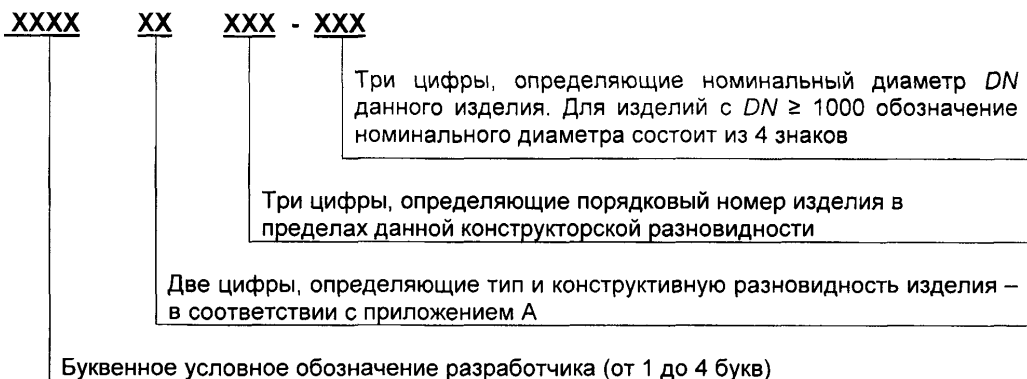 XXXX XX XXX - XXX
Три цифры, определяющие номинальный диаметр DN
данного изделия. Для изделий с DN ≥ 1000 обозначение
номинального диаметра состоит из 4 знаков
Три цифры, определяющие порядковый номер изделия в
пределах данной конструкторской разновидности
Две цифры, определяющие тип и конструктивную разновидность изделия –
в соответствии с приложением А
Буквенное условное обозначение разработчика (от 1 до 4 букв)